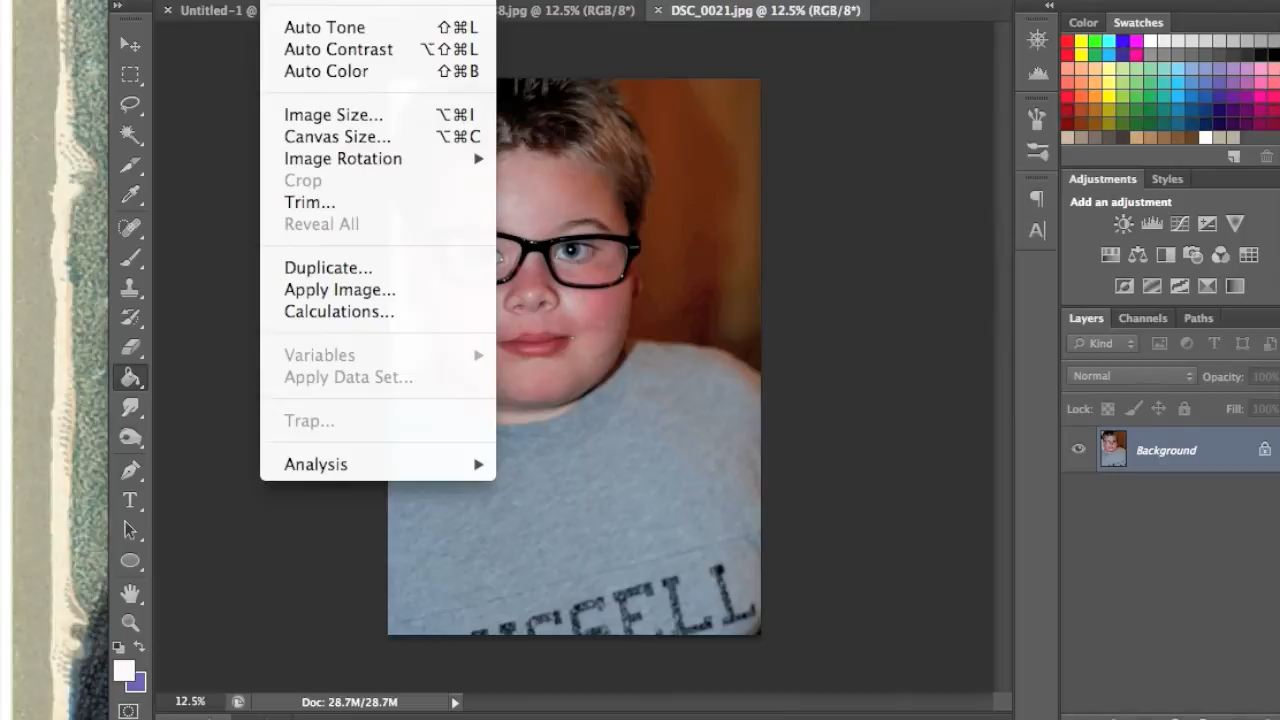 Untitled-1 @
8.jpg @ 12.5% (RGB/8*)
DSC_0021.jpg @ 12.5% (RGB/8*)
Auto Tone ⇧⌘L
Auto Contrast ⌥⇧⌘L
Auto Color ⇧⌘B
Image Size... ⌥⌘I
Canvas Size... ⌥⌘C
Image Rotation
Crop
Trim...
Reveal All
Duplicate...
Apply Image...
Calculations...
Variables
Apply Data Set...
Trap...
Analysis
Color Swatches
Adjustments Styles
Add an adjustment
Layers Channels Paths
Kind
Normal Opacity: 100%
Lock: Fill: 100%
Background
12.5% Doc: 28.7M/28.7M